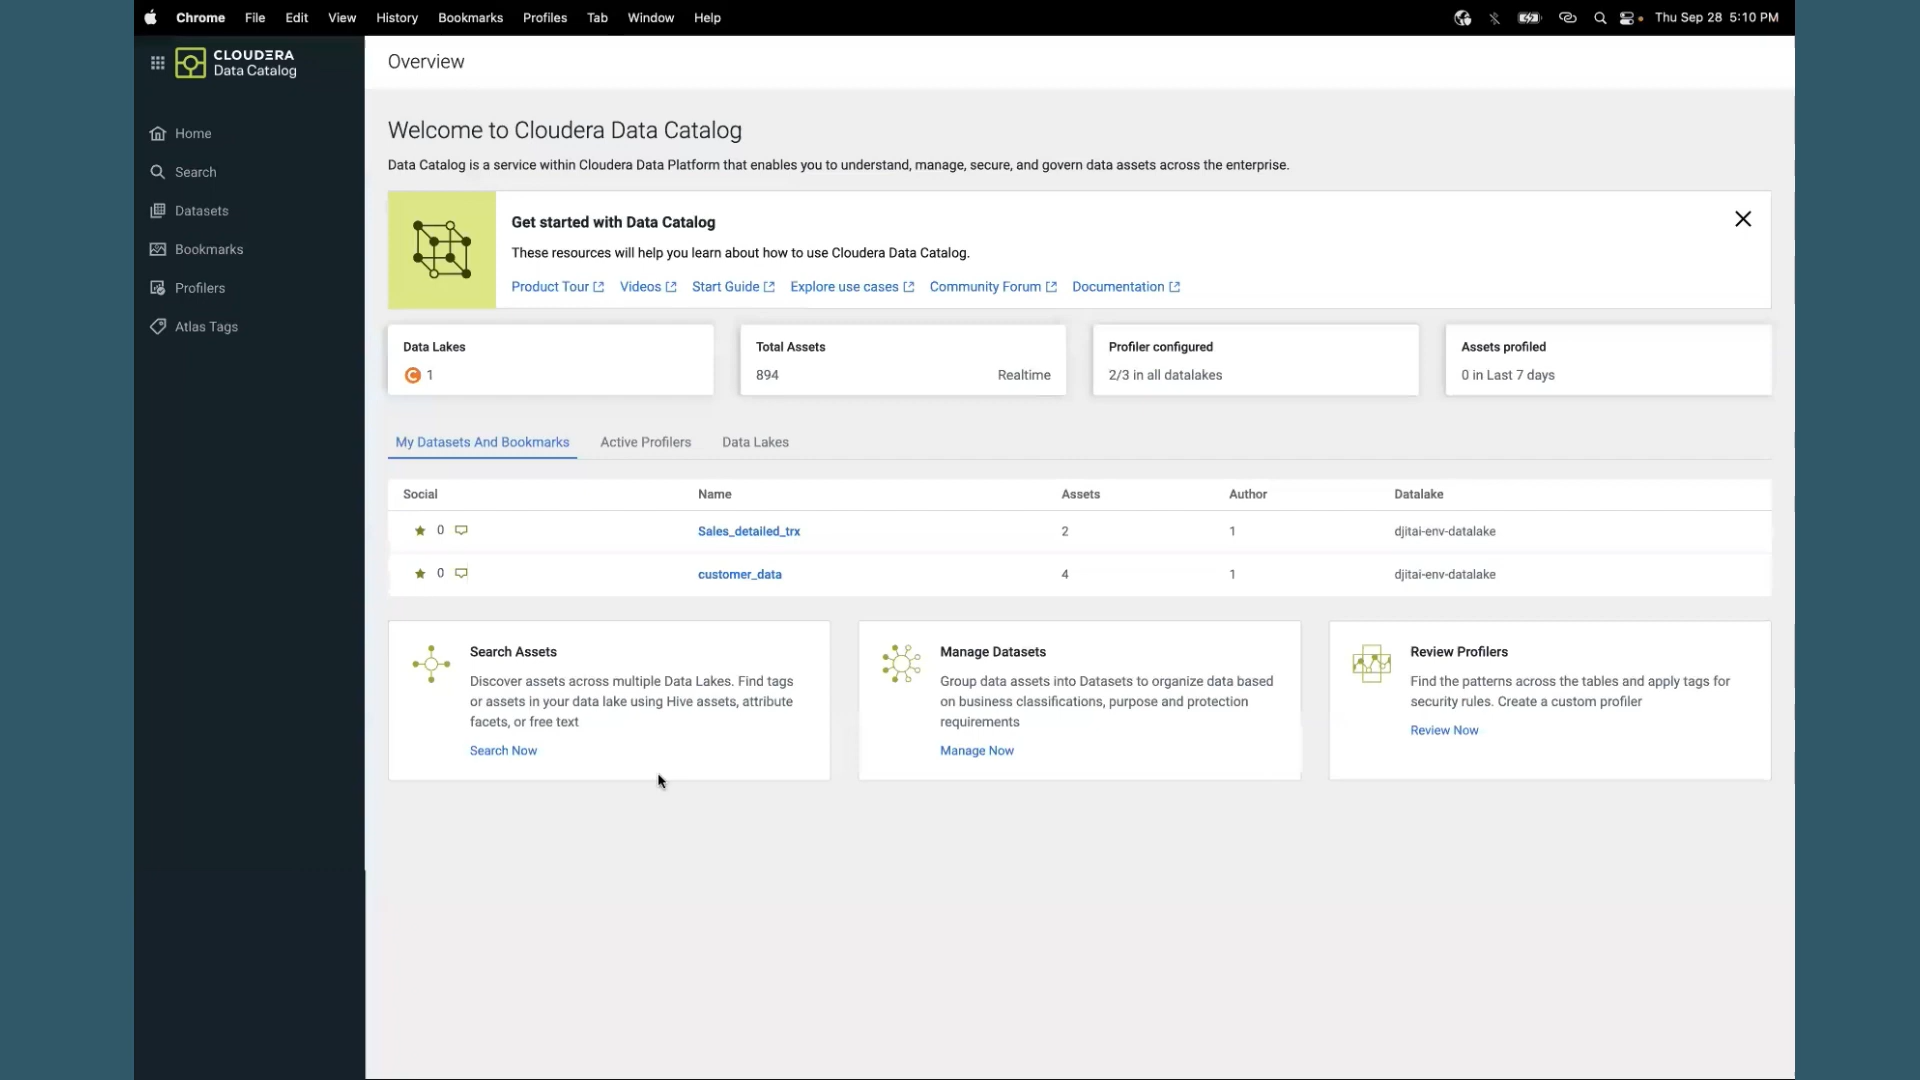 Chrome File Edit View History Bookmarks Profiles Tab Window Help Thu Sep 28 5:10 PM
CLOUDERA
Data Catalog
Home
Search
Datasets
Bookmarks
Profilers
Atlas Tags
Overview
Welcome to Cloudera Data Catalog
Data Catalog is a service within Cloudera Data Platform that enables you to understand, manage, secure, and govern data assets across the enterprise.
Get started with Data Catalog
These resources will help you learn about how to use Cloudera Data Catalog.
Product Tour Videos Start Guide Explore use cases Community Forum Documentation
Data Lakes
C 1
Total Assets
894 Realtime
Profiler configured
2/3 in all datalakes
Assets profiled
0 in Last 7 days
My Datasets And Bookmarks Active Profilers Data Lakes
Social Name Assets Author Datalake
0 Sales_detailed_trx 2 1 djitai-env-datalake
0 customer_data 4 1 djitai-env-datalake
Search Assets
Discover assets across multiple Data Lakes. Find tags
or assets in your data lake using Hive assets, attribute
facets, or free text
Search Now
Manage Datasets
Group data assets into Datasets to organize data based
on business classifications, purpose and protection
requirements
Manage Now
Review Profilers
Find the patterns across the tables and apply tags for
security rules. Create a custom profiler
Review Now